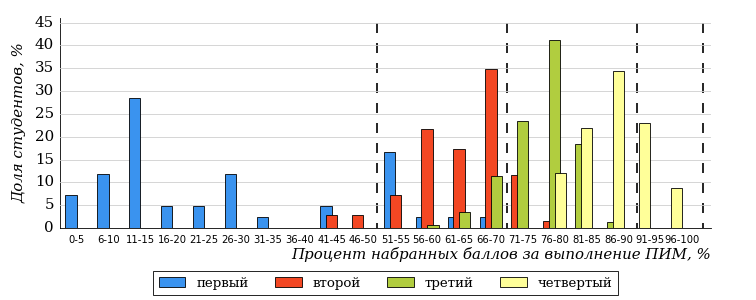 45
40
35
30
25
20
15
10
5
0
Доля студентов, %
0-5 6-10 11-15 16-20 21-25 26-30 31-35 36-40 41-45 46-50 51-55 56-60 61-65 66-70 71-75 76-80 81-85 86-90 91-95 96-100
Процент набранных баллов за выполнение ПИМ, %
первый второй третий четвертый